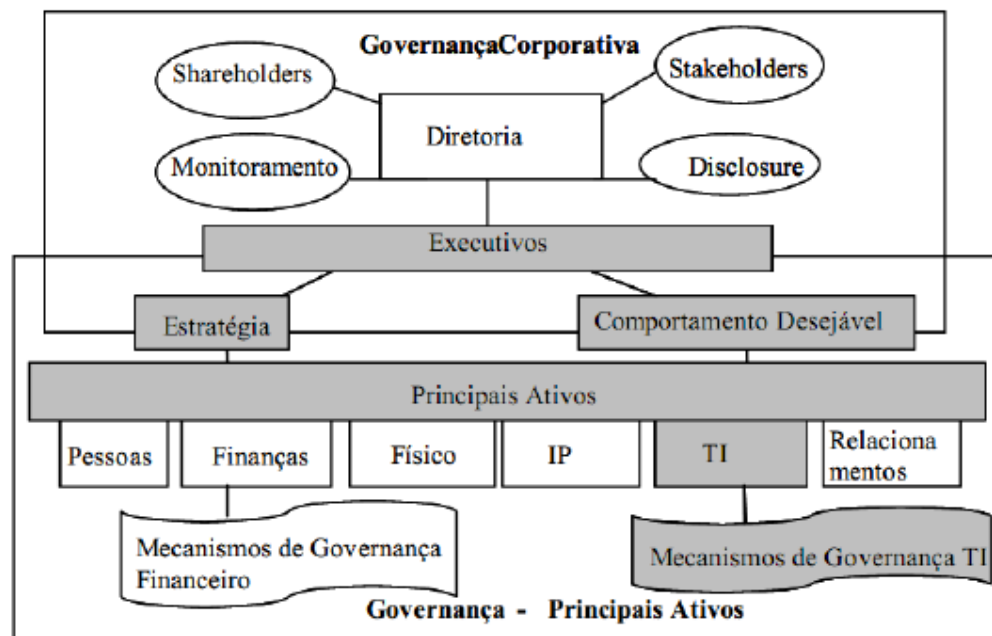 GovernançaCorporativa
Shareholders
Stakeholders
Diretoria
Monitoramento
Disclosure
Executivos
Estratégia
Comportamento Desejável
Principais Ativos
Pessoas
Finanças
Físico
IP
TI
Relaciona
mentos
Mecanismos de Governança
Financeiro
Mecanismos de Governança TI
Governança - Principais Ativos